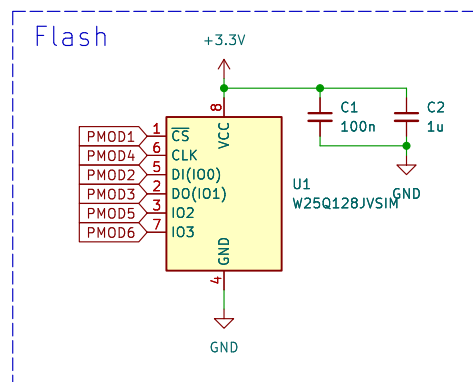 Flash
+3.3V
8
VCC
C1
100n
C2
1u
PMOD1 1 CS
PMOD4 6 CLK
PMOD2 5 DI(IO0)
PMOD3 2 DO(IO1)
PMOD5 3 IO2
PMOD6 7 IO3
U1
W25Q128JVSIM
GND
GND
4
GND